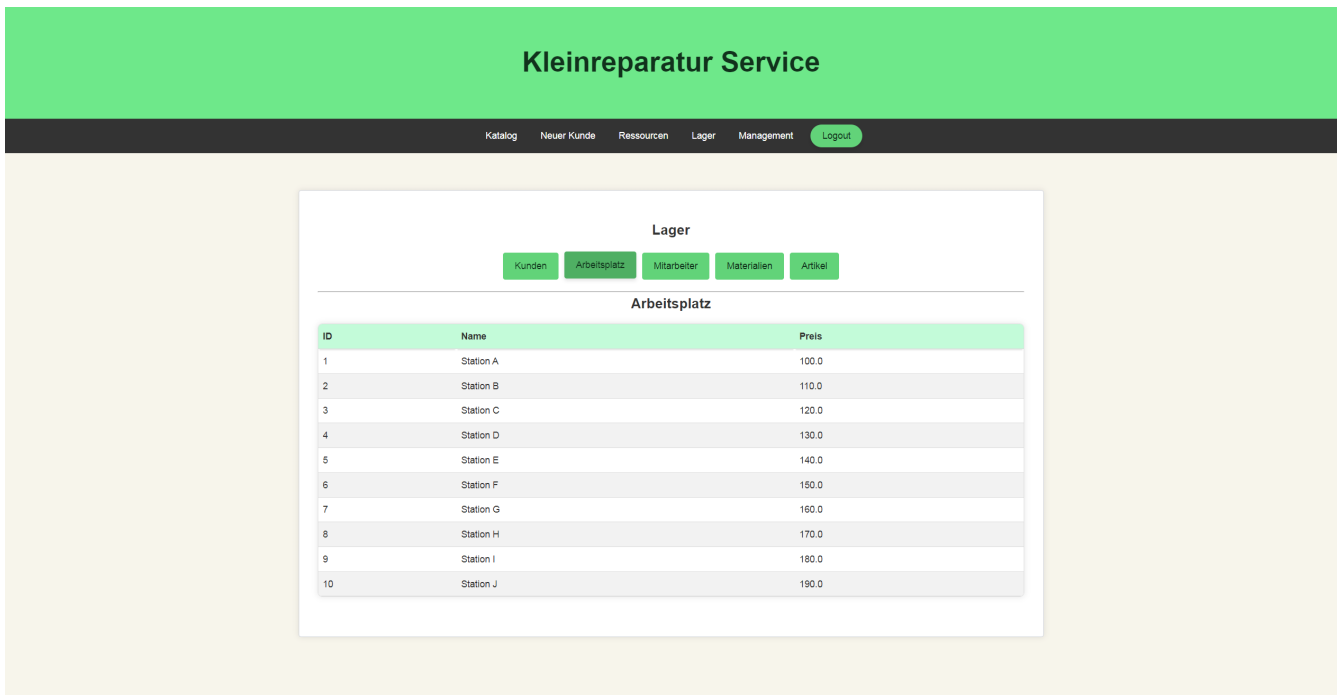 Kleinreparatur Service
Katalog Neuer Kunde Ressourcen Lager Management Logout
Lager
Kunden Arbeitsplatz Mitarbeiter Materialien Artikel
Arbeitsplatz
ID Name Preis
1 Station A 100.0
2 Station B 110.0
3 Station C 120.0
4 Station D 130.0
5 Station E 140.0
6 Station F 150.0
7 Station G 160.0
8 Station H 170.0
9 Station I 180.0
10 Station J 190.0